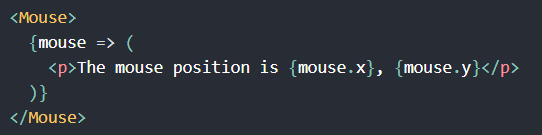 <Mouse>
  {mouse => (
    <p>The mouse position is {mouse.x}, {mouse.y}</p>
  )}
</Mouse>